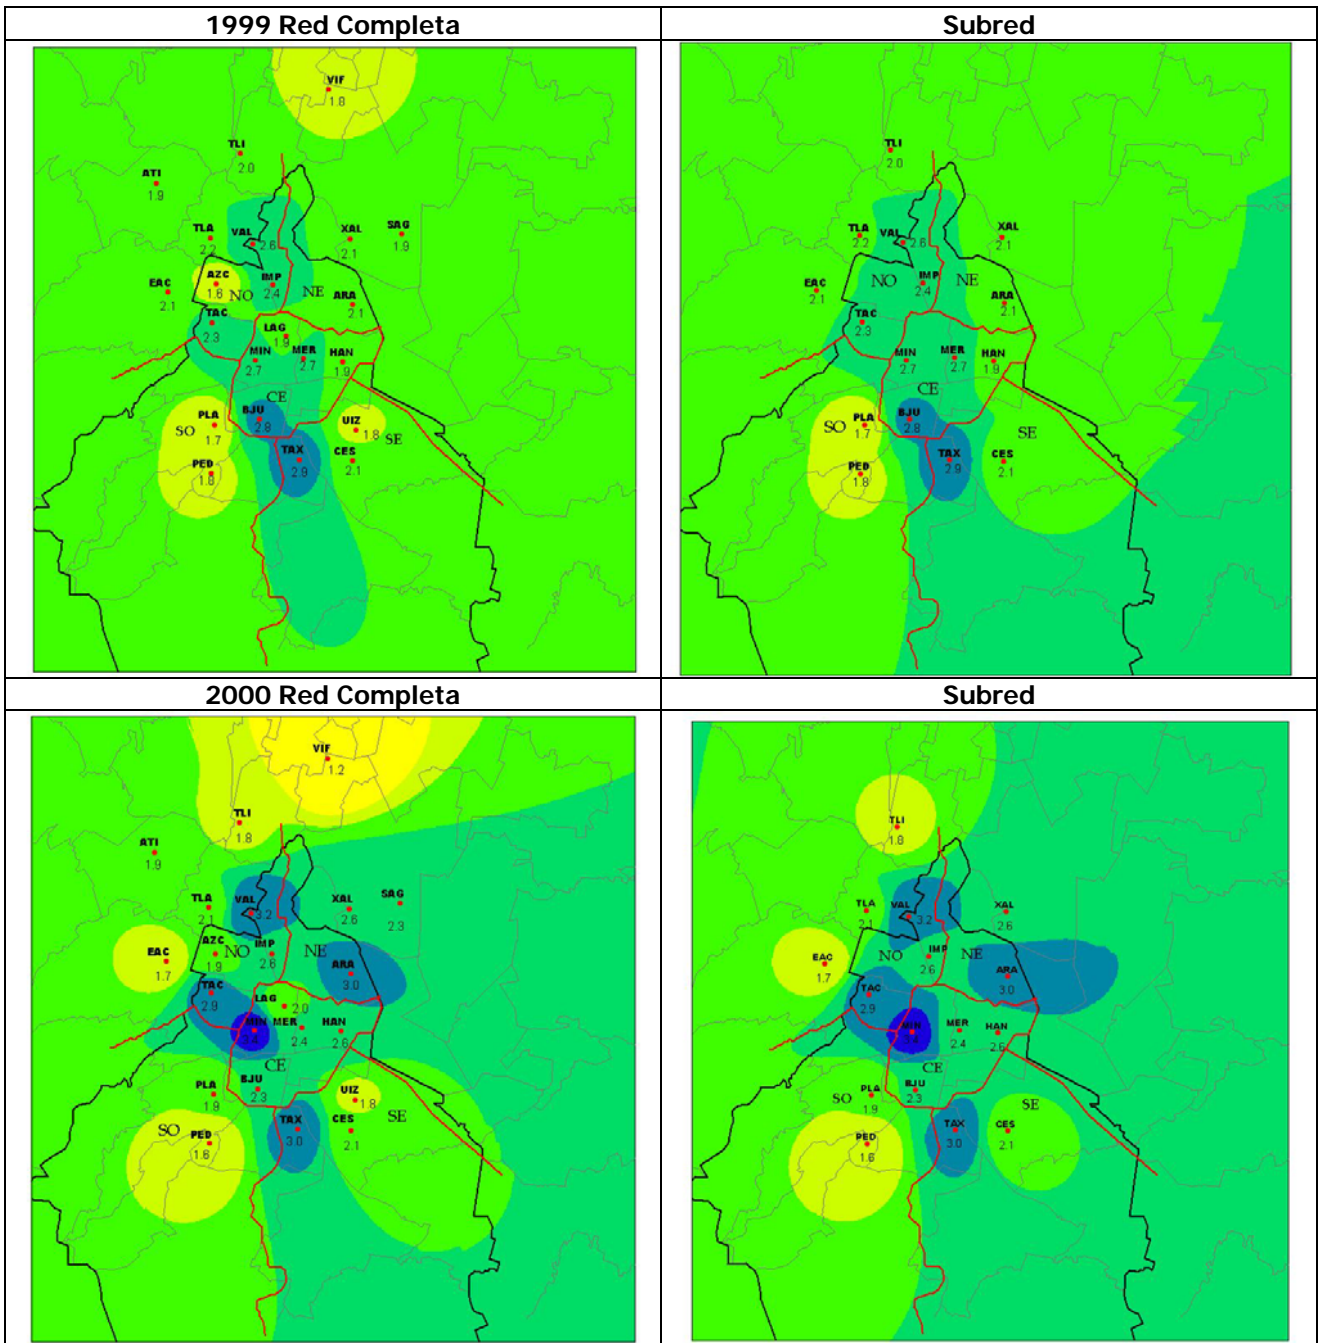 1999 Red Completa
Subred
VIF
1.8
TLI
2.0
ATI
1.9
TLA
2.2
VAL
2.6
XAL
2.1
SAG
1.9
EAC
2.1
AZC
1.6
NO
IMP
2.4
NE
ARA
2.1
TAC
2.3
LAG
1.9
MIN
2.7
MER
2.7
HAN
1.9
CE
BJU
2.8
PLA
1.7
SO
UIZ
1.8
SE
PED
1.8
TAX
2.9
CES
2.1
TLI
2.0
TLA
2.2
VAL
2.6
XAL
2.1
EAC
2.1
NO
IMP
2.4
NE
ARA
2.1
TAC
2.3
MIN
2.7
MER
2.7
HAN
1.9
CE
BJU
2.8
PLA
1.7
SO
SE
PED
1.8
TAX
2.9
CES
2.1
2000 Red Completa
Subred
VIF
1.2
TLI
1.8
ATI
1.9
TLA
2.1
VAL
3.2
XAL
2.6
SAG
2.3
EAC
1.7
AZC
1.9
NO
IMP
2.6
NE
ARA
3.0
TAC
2.9
LAG
2.0
MIN
3.4
MER
2.4
HAN
2.6
CE
BJU
2.3
PLA
1.9
UIZ
1.8
SO
SE
PED
1.6
TAX
3.0
CES
2.1
TLI
1.8
TLA
2.1
VAL
3.2
XAL
2.6
EAC
1.7
NO
IMP
2.6
NE
ARA
3.0
TAC
2.9
MIN
3.4
MER
2.4
HAN
2.6
CE
BJU
2.3
PLA
1.9
SO
SE
PED
1.6
TAX
3.0
CES
2.1